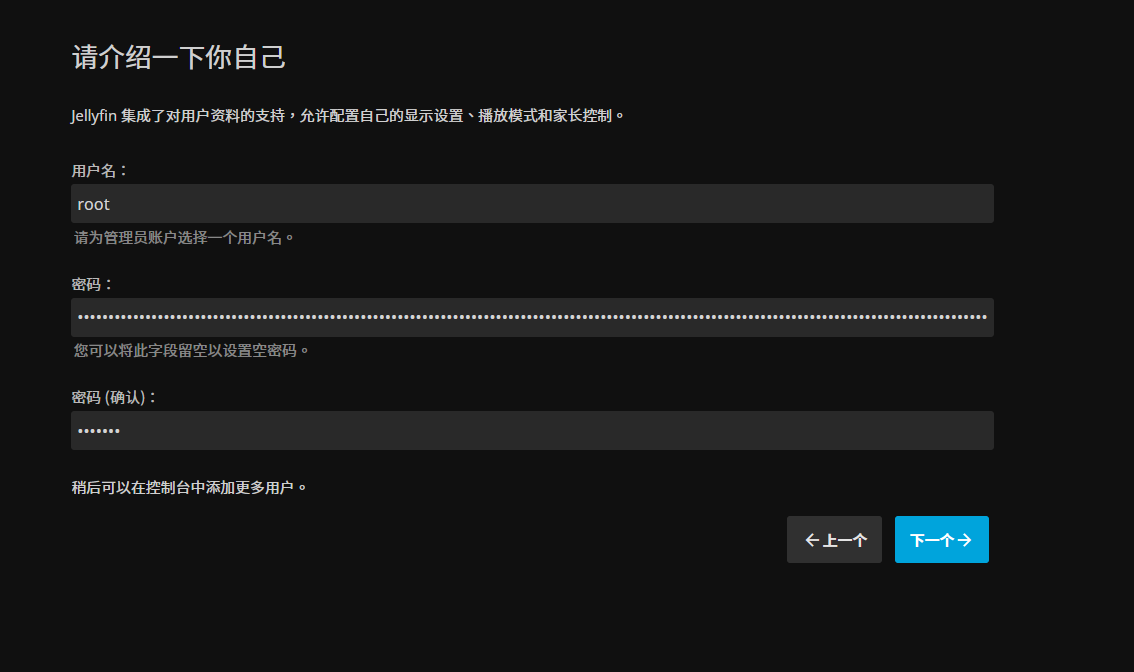 请介绍一下你自己
Jellyfin 集成了对用户资料的支持，允许配置自己的显示设置、播放模式和家长控制。
用户名：
root
请为管理员账户选择一个用户名。
密码：
您可以将此字段留空以设置空密码。
密码 (确认)：
•••••••
稍后可以在控制台中添加更多用户。
←上一个
下一个→